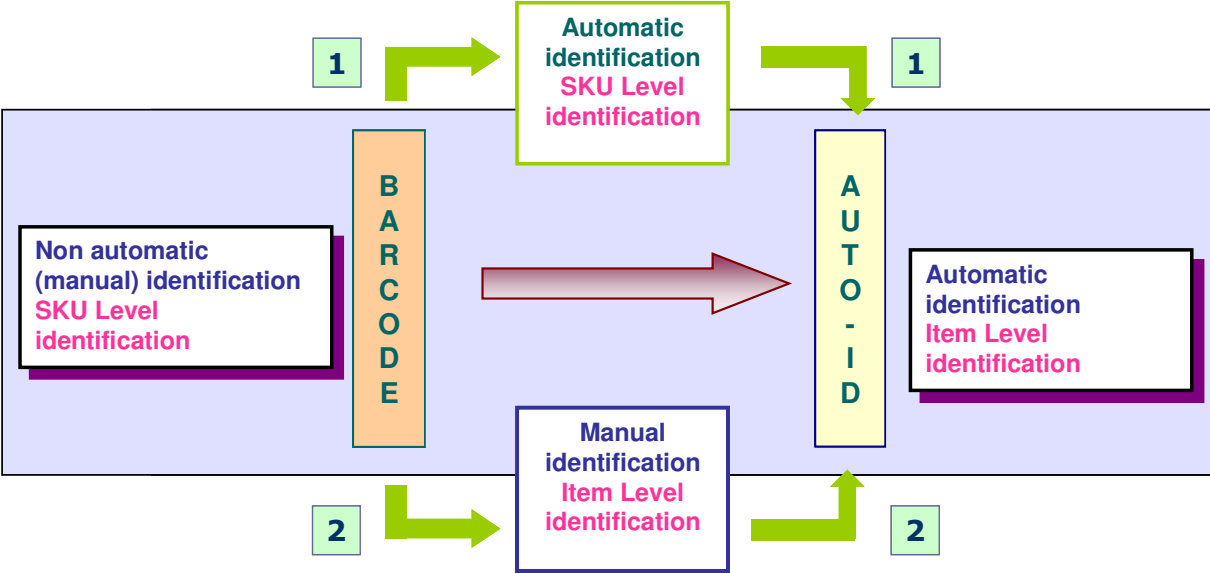 1
Automatic
identification
SKU Level
identification
1
B
A
R
C
O
D
E
A
U
T
O
-
I
D
Non automatic
(manual) identification
SKU Level
identification
Automatic
identification
Item Level
identification
2
Manual
identification
Item Level
identification
2